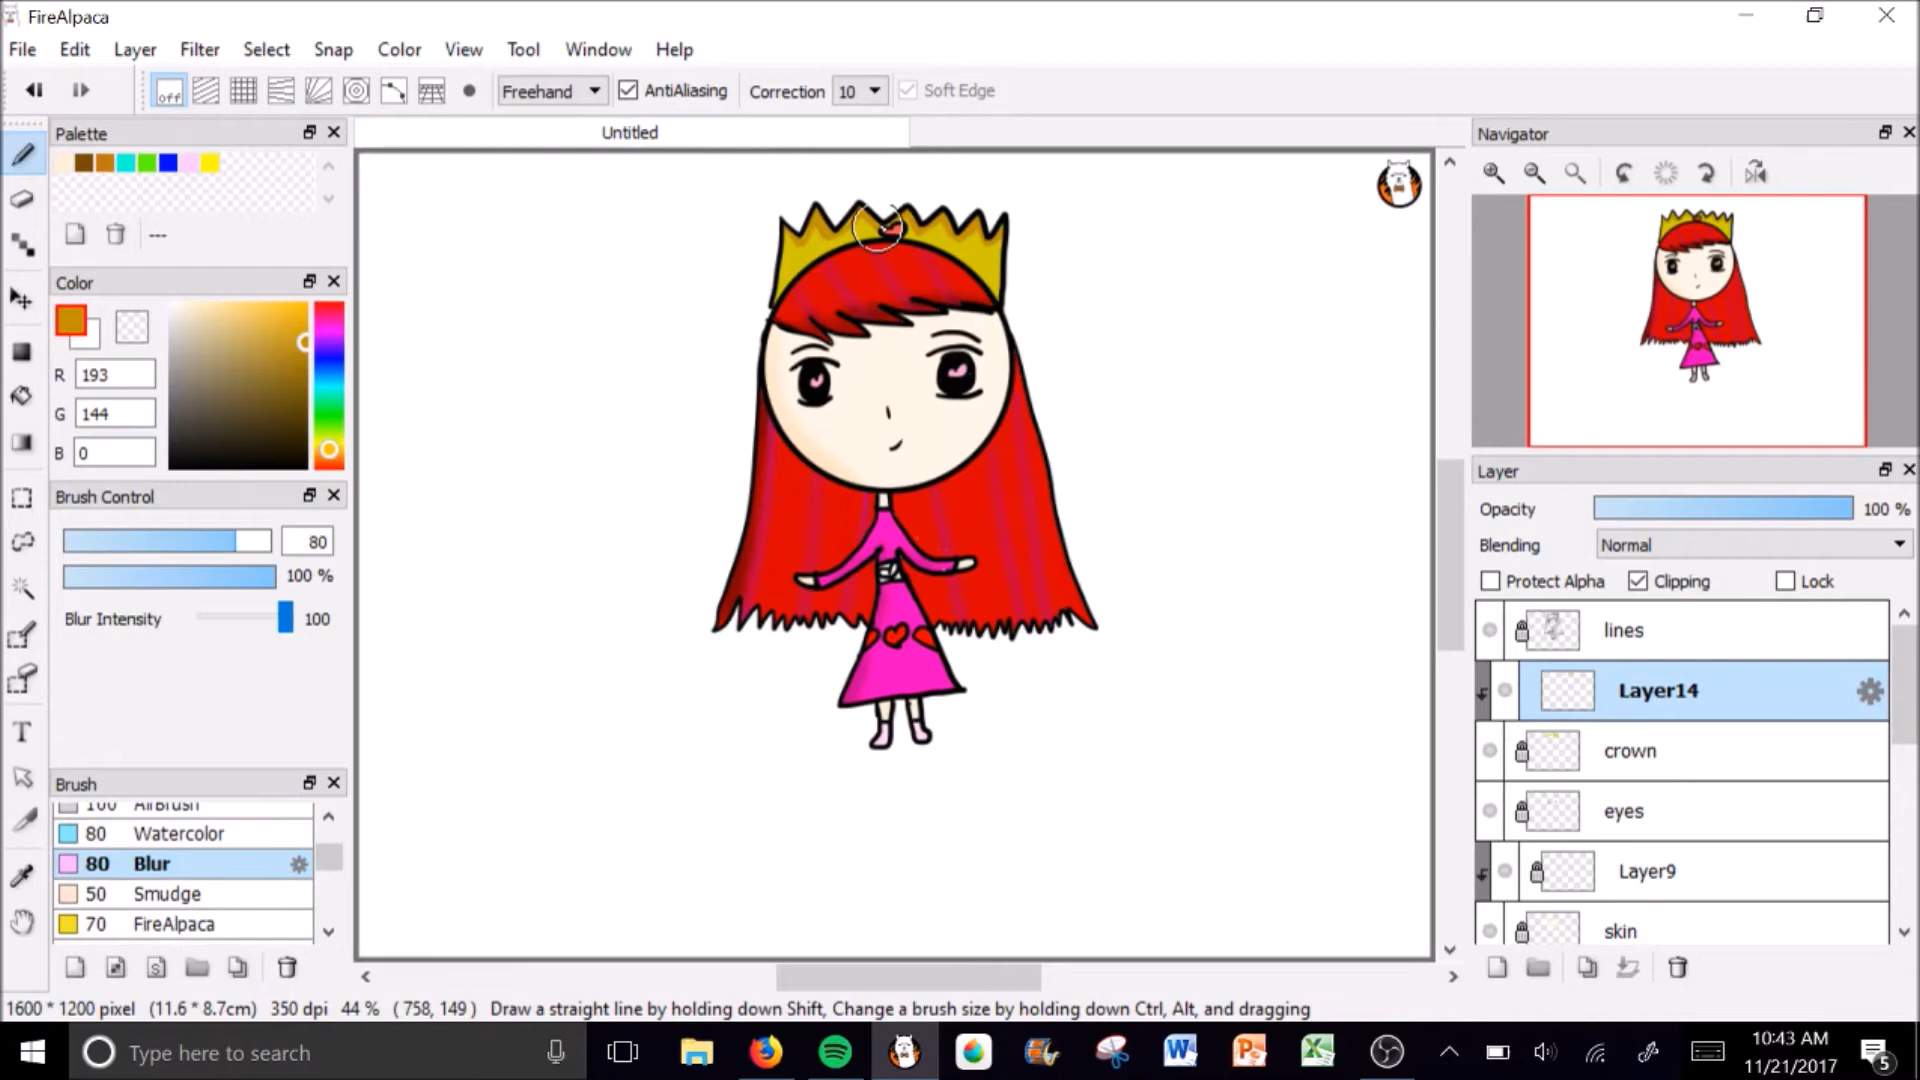 FireAlpaca
File Edit Layer Filter Select Snap Color View Tool Window Help
off Freehand AntiAliasing Correction 10 Soft Edge
Palette
Untitled
Navigator
---
Color
R 193
G 144
B 0
Brush Control
80
100 %
Blur Intensity 100
Layer
Opacity 100 %
Blending Normal
Protect Alpha Clipping Lock
lines
Layer14
crown
eyes
Layer9
skin
Brush
100 AirBrush
80 Watercolor
80 Blur
50 Smudge
70 FireAlpaca
S
1600 * 1200 pixel (11.6 * 8.7cm) 350 dpi 44 % ( 758, 149 ) Draw a straight line by holding down Shift, Change a brush size by holding down Ctrl, Alt, and dragging
Type here to search
10:43 AM
11/21/2017
5